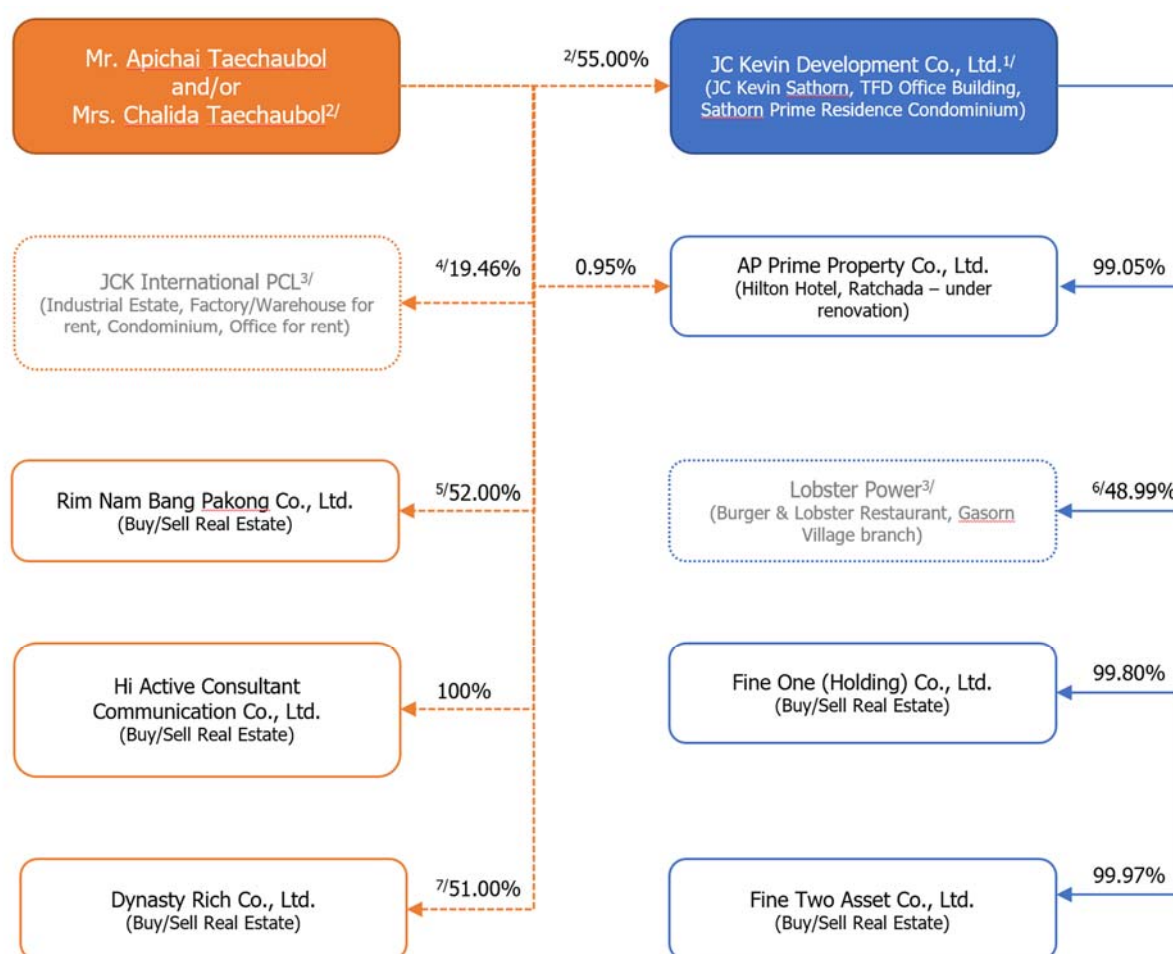 Mr. Apichai Taechaubol
and/or
Mrs. Chalida Taechaubol2/
2/55.00%
JC Kevin Development Co., Ltd.1/
(JC Kevin Sathorn, TFD Office Building,
Sathorn Prime Residence Condominium)
JCK International PCL3/
(Industrial Estate, Factory/Warehouse for
rent, Condominium, Office for rent)
4/19.46%
0.95%
AP Prime Property Co., Ltd.
(Hilton Hotel, Ratchada – under
renovation)
99.05%
Rim Nam Bang Pakong Co., Ltd.
(Buy/Sell Real Estate)
5/52.00%
Lobster Power3/
(Burger & Lobster Restaurant, Gasorn
Village branch)
6/48.99%
Hi Active Consultant
Communication Co., Ltd.
(Buy/Sell Real Estate)
100%
Fine One (Holding) Co., Ltd.
(Buy/Sell Real Estate)
99.80%
Dynasty Rich Co., Ltd.
(Buy/Sell Real Estate)
7/51.00%
Fine Two Asset Co., Ltd.
(Buy/Sell Real Estate)
99.97%